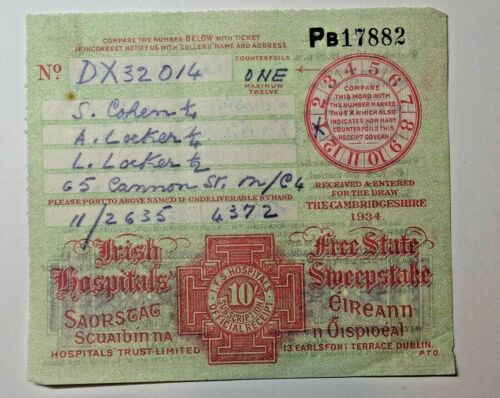 COMPARE THE NUMBER BELOW WITH TICKET
IF INCORRECT NOTIFY US WITH SELLERS' NAME AND ADDRESS
PB17882
No DX32014
COUNTERFOILS
ONE
MAXIMUM
TWELVE
2 3 4 5 6 7 8 9 10 11 12
COMPARE
THIS WORD WITH
THE NUMBER MARKED
THUS X WHICH ALSO
INDICATES HOW MANY
COUNTERFOILS THIS
RECEIPT COVERS
X
S. Cohen ¼
A. Locker ¼
L. Locker ½
65 Cannon St. M/C 4
PLEASE POST TO ABOVE NAMED IF UNDELIVERABLE BY HAND
11/2635 4372
RECEIVED & ENTERED
FOR THE DRAW
THE CAMBRIDGESHIRE
1934.
Irish Free State
Hospitals' Sweepstake
I.F.S. HOSPITALS
10/-
SUBSCRIPTION
OFFICIAL RECEIPT
SAORSTÁT ÉIREANN
SCUAIBÍN NA n OISPIDÉAL
HOSPITALS' TRUST LIMITED
13, EARLSFORT TERRACE, DUBLIN.
P.T.O.